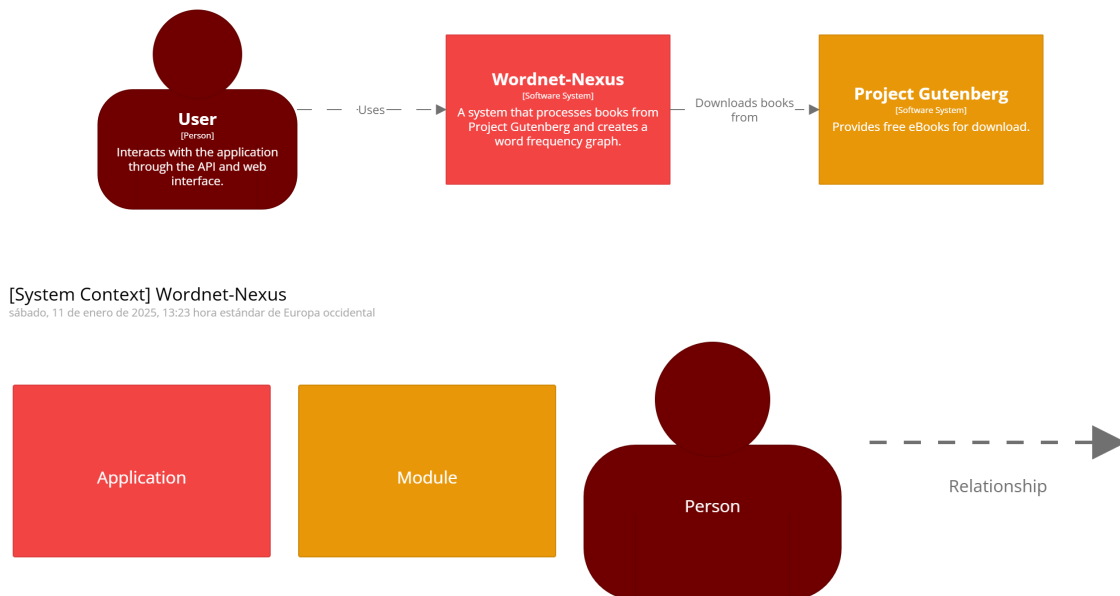 User
[Person]
Interacts with the application
through the API and web
interface.
Uses
Wordnet-Nexus
[Software System]
A system that processes books from
Project Gutenberg and creates a
word frequency graph.
Downloads books
from
Project Gutenberg
[Software System]
Provides free eBooks for download.
[System Context] Wordnet-Nexus
sábado, 11 de enero de 2025, 13:23 hora estándar de Europa occidental
Application
Module
Person
Relationship